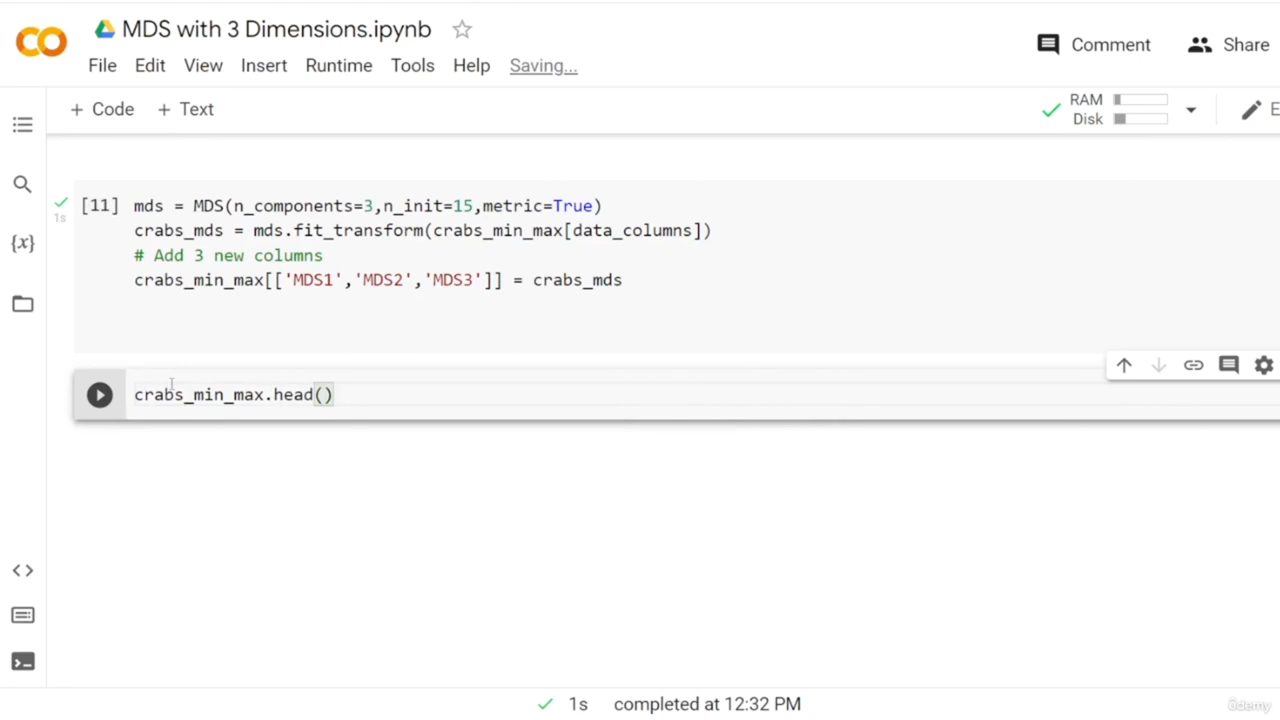 MDS with 3 Dimensions.ipynb
Comment
Share
File Edit View Insert Runtime Tools Help Saving...
+ Code + Text
RAM
Disk
E
{x}
1s
[11]
mds = MDS(n_components=3,n_init=15,metric=True)
crabs_mds = mds.fit_transform(crabs_min_max[data_columns])
# Add 3 new columns
crabs_min_max[['MDS1','MDS2','MDS3']] = crabs_mds
crabs_min_max.head()
1s completed at 12:32 PM
ûdemy